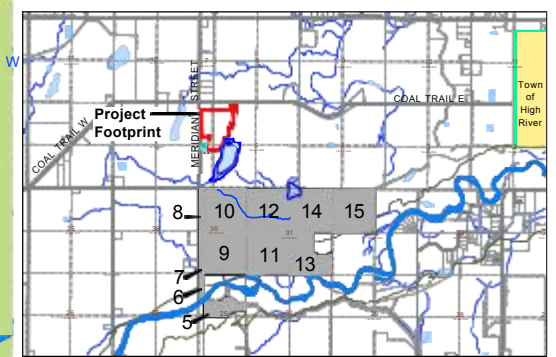 W
MERIDIAN STREET
COAL TRAIL E
Town
of
High
River
Project
Footprint
COAL TRAIL W
8
10
12
14
15
9
11
13
7
6
5